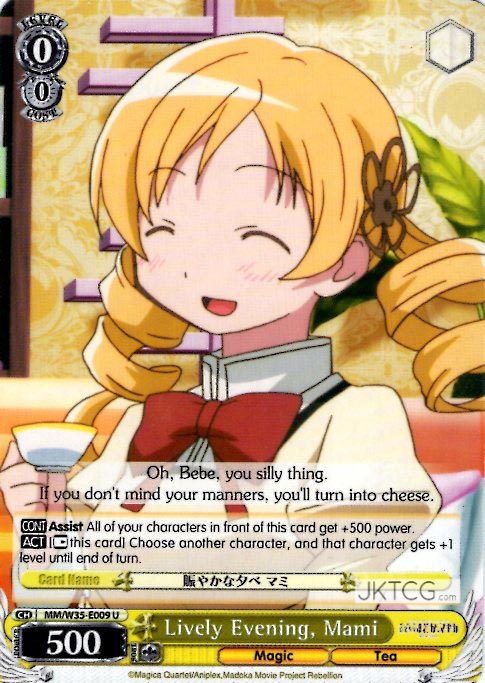 LEVEL
0
0
COST
Oh, Bebe, you silly thing.
If you don't mind your manners, you'll turn into cheese.
CONT Assist All of your characters in front of this card get +500 power.
ACT [this card] Choose another character, and that character gets +1
level until end of turn.
Card Name 賑やかな夕べ マミ
JKTCG.com
CH MM/W35-E009 U
500 Lively Evening, Mami
Magic Tea
©Magica Quartet/Aniplex,Madoka Movie Project Rebellion